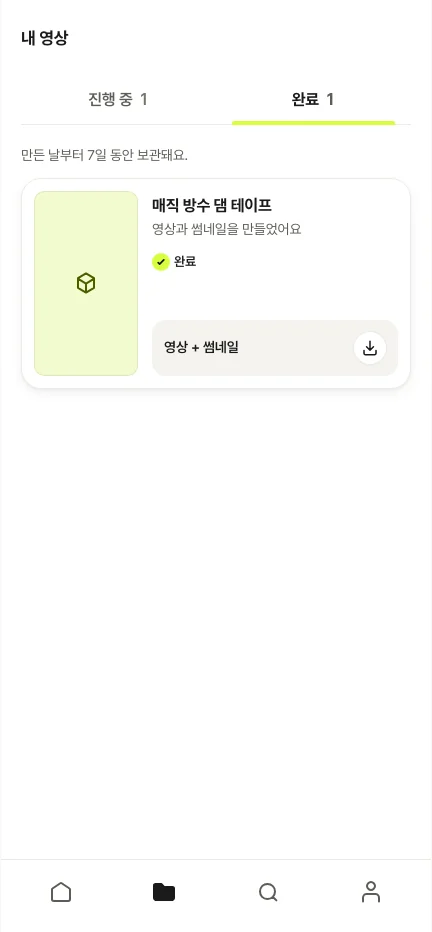 내 영상
진행 중 1
완료 1
만든 날부터 7일 동안 보관돼요.
매직 방수 댐 테이프
영상과 썸네일을 만들었어요
완료
영상 + 썸네일